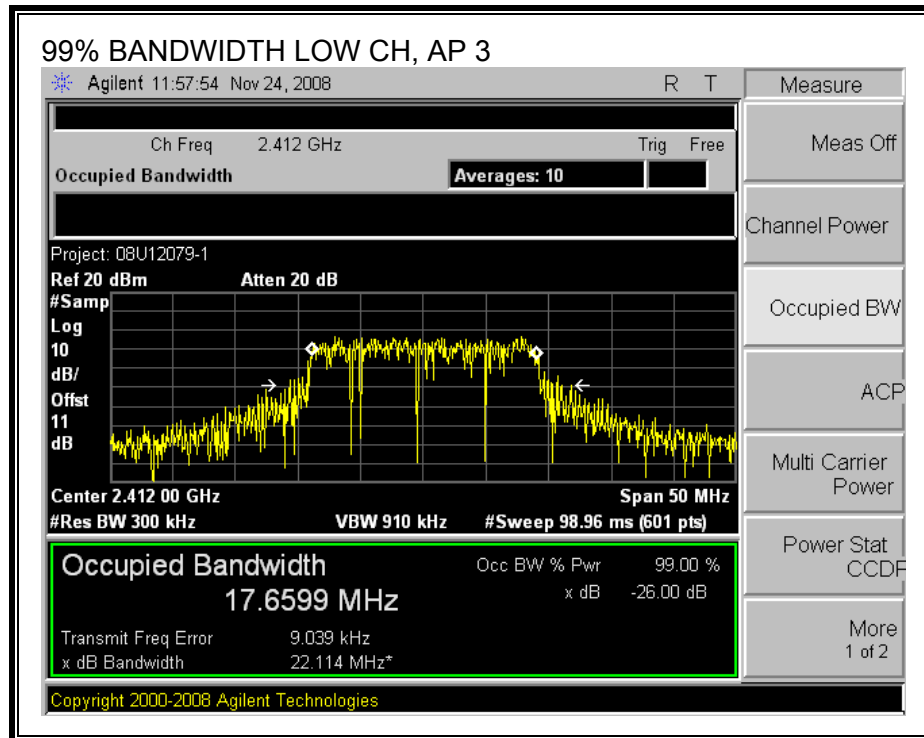 99% BANDWIDTH LOW CH, AP 3
Agilent 11:57:54 Nov 24, 2008 R T
Measure
Ch Freq 2.412 GHz Trig Free
Occupied Bandwidth Averages: 10
Meas Off
Channel Power
Project: 08U12079-1
Ref 20 dBm Atten 20 dB
#Samp
Log
10
dB/
Offst
11
dB
Occupied BW
ACP
Center 2.412 00 GHz Span 50 MHz
#Res BW 300 kHz VBW 910 kHz #Sweep 98.96 ms (601 pts)
Multi Carrier
Power
Occupied Bandwidth Occ BW % Pwr 99.00 %
17.6599 MHz x dB -26.00 dB
Power Stat
CCDF
Transmit Freq Error 9.039 kHz
x dB Bandwidth 22.114 MHz*
More
1 of 2
Copyright 2000-2008 Agilent Technologies